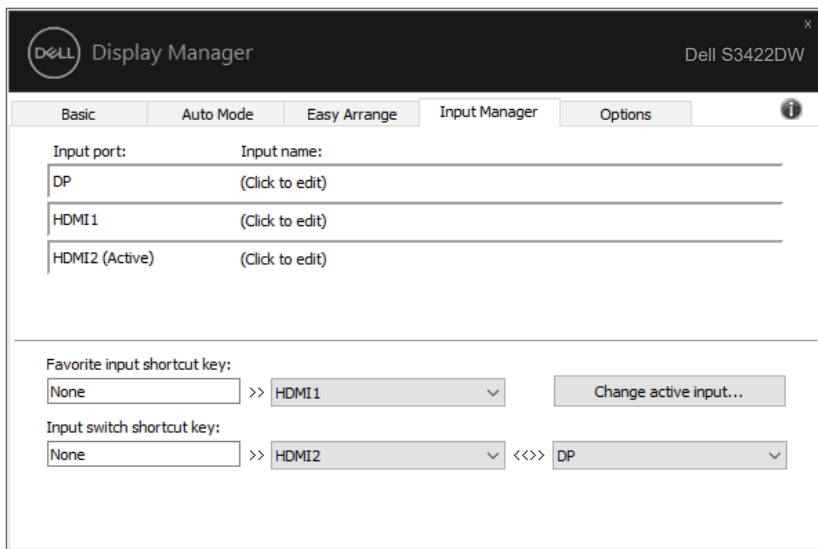 x
DELL Display Manager
Dell S3422DW
Basic Auto Mode Easy Arrange Input Manager Options i
Input port: Input name:
DP (Click to edit)
HDMI1 (Click to edit)
HDMI2 (Active) (Click to edit)
Favorite input shortcut key:
None >> HDMI1 Change active input...
Input switch shortcut key:
None >> HDMI2 <<>> DP